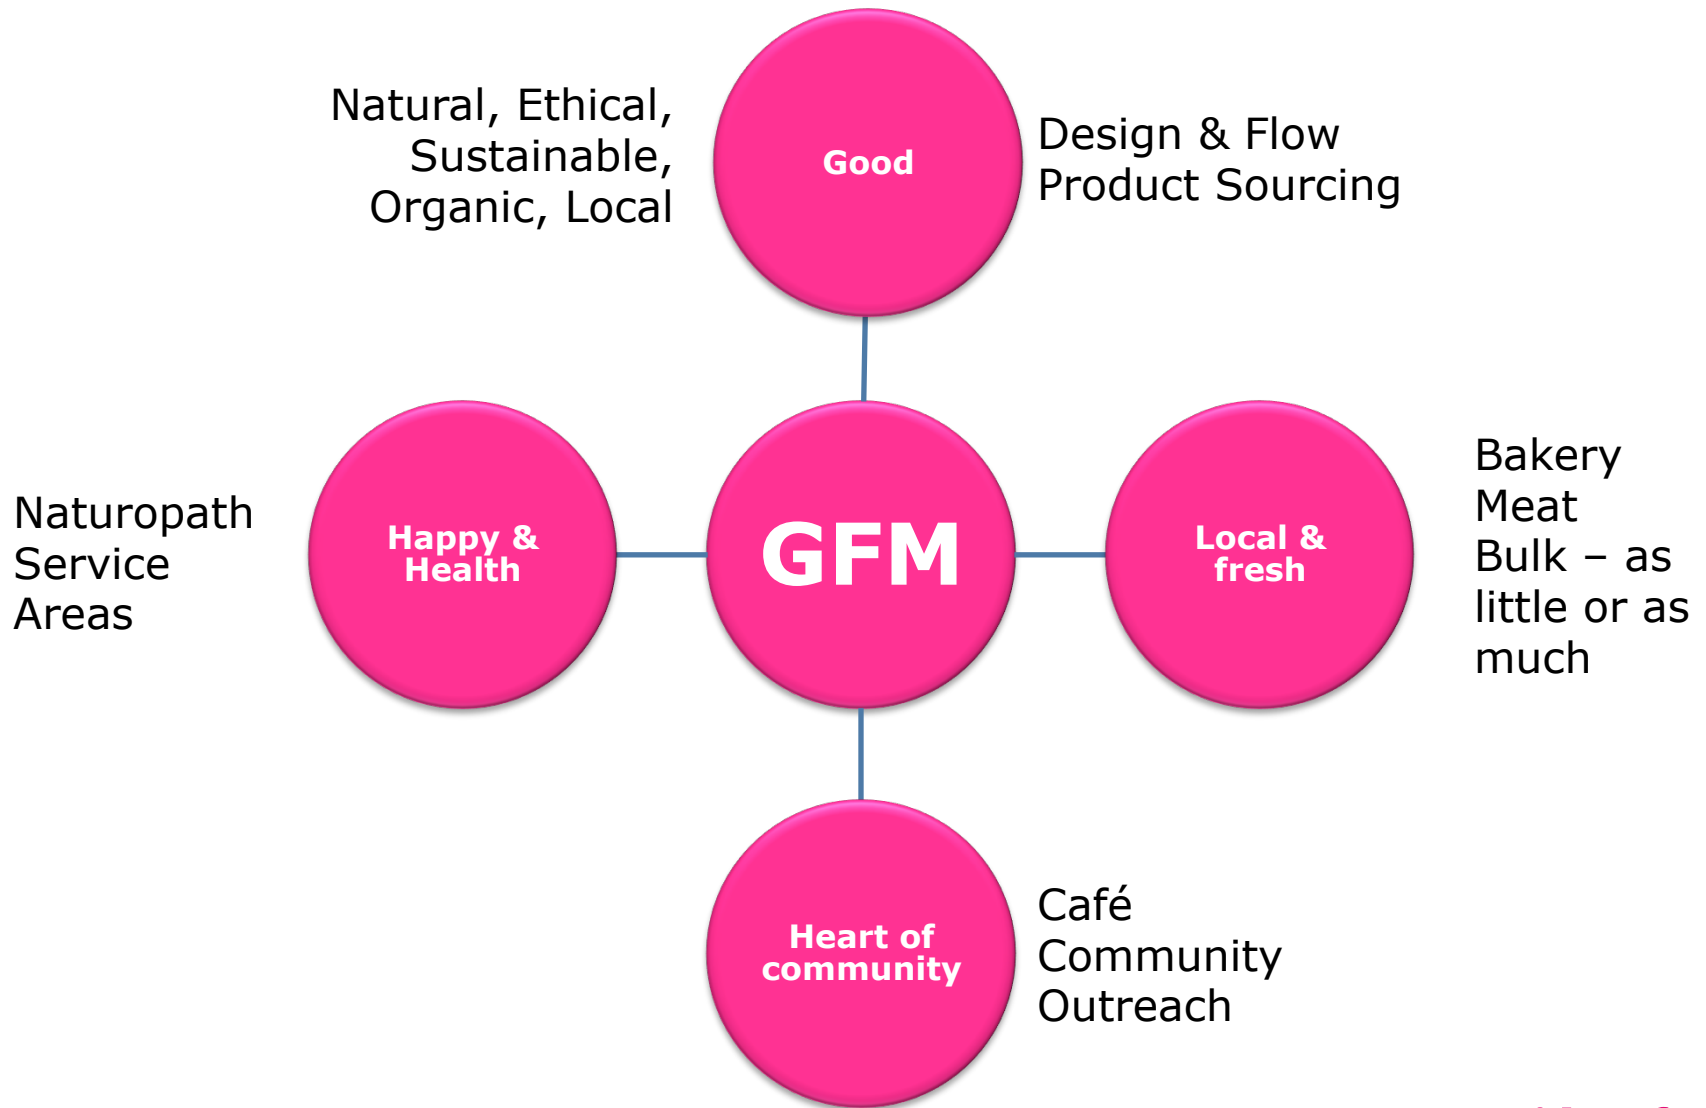 Natural, Ethical,
Sustainable,
Organic, Local
Good
Design & Flow
Product Sourcing
Naturopath
Service
Areas
Happy &
Health
GFM
Local &
fresh
Bakery
Meat
Bulk – as
little or as
much
Heart of
community
Café
Community
Outreach